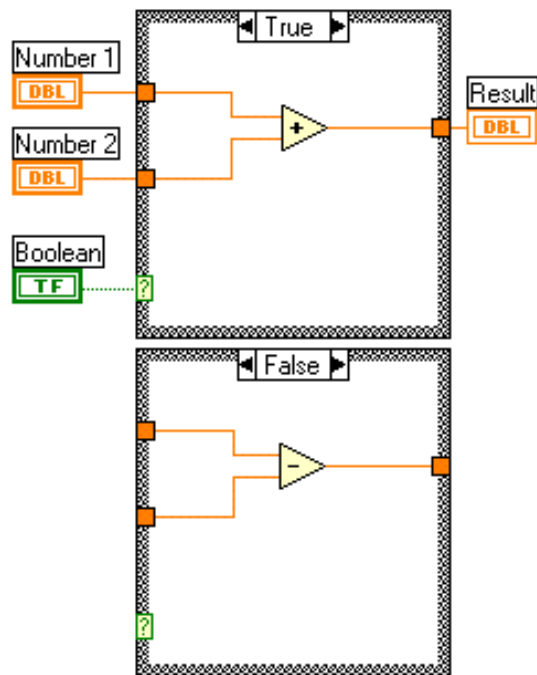 True
Number 1
DBL
+
Result
DBL
Number 2
DBL
Boolean
TF
?
False
-
?